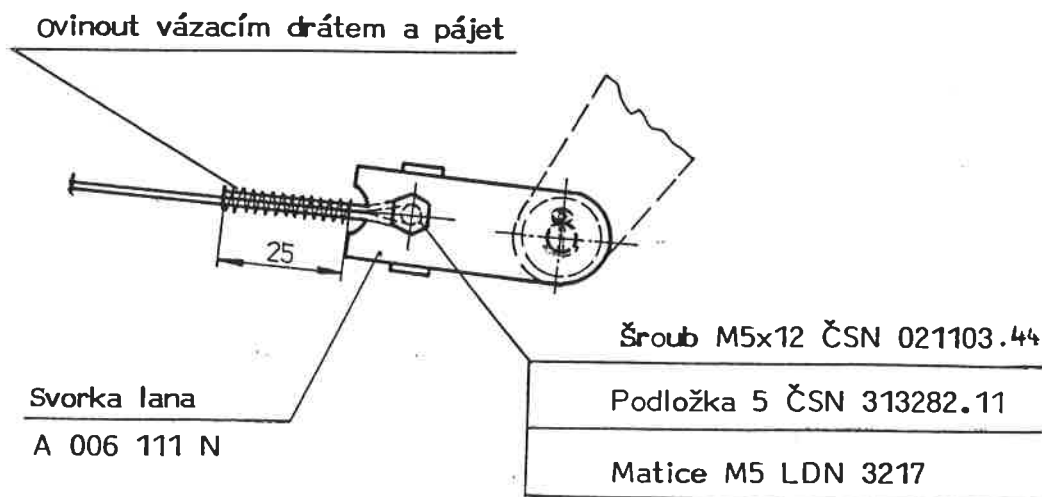 Ovinout vázacím drátem a pájet
25
Šroub M5x12 ČSN 021103.44
Podložka 5 ČSN 313282.11
Matice M5 LDN 3217
Svorka lana
A 006 111 N